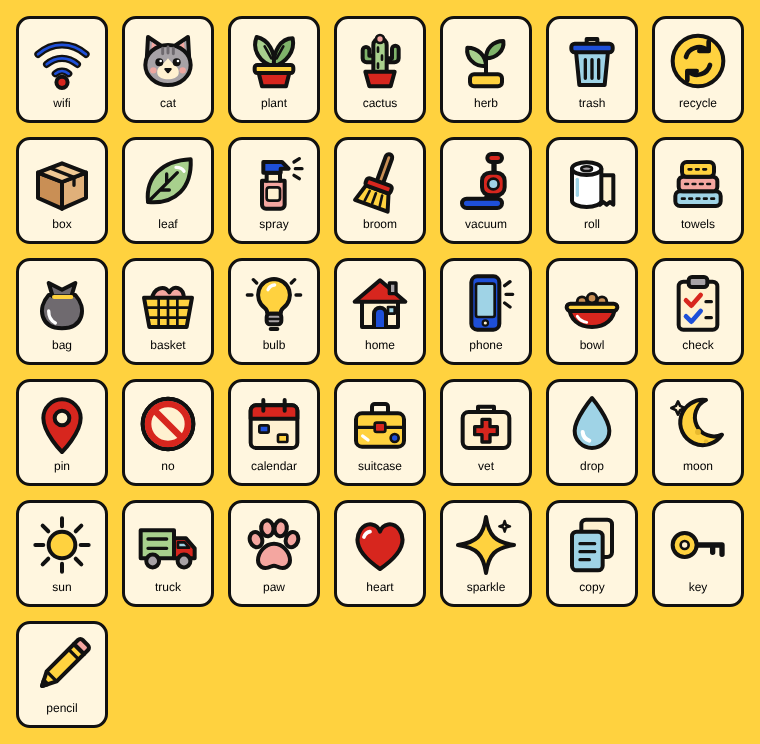 wifi cat plant cactus herb trash recycle
box leaf spray broom vacuum roll towels
bag basket bulb home phone bowl check
pin no calendar suitcase vet drop moon
sun truck paw heart sparkle copy key
pencil